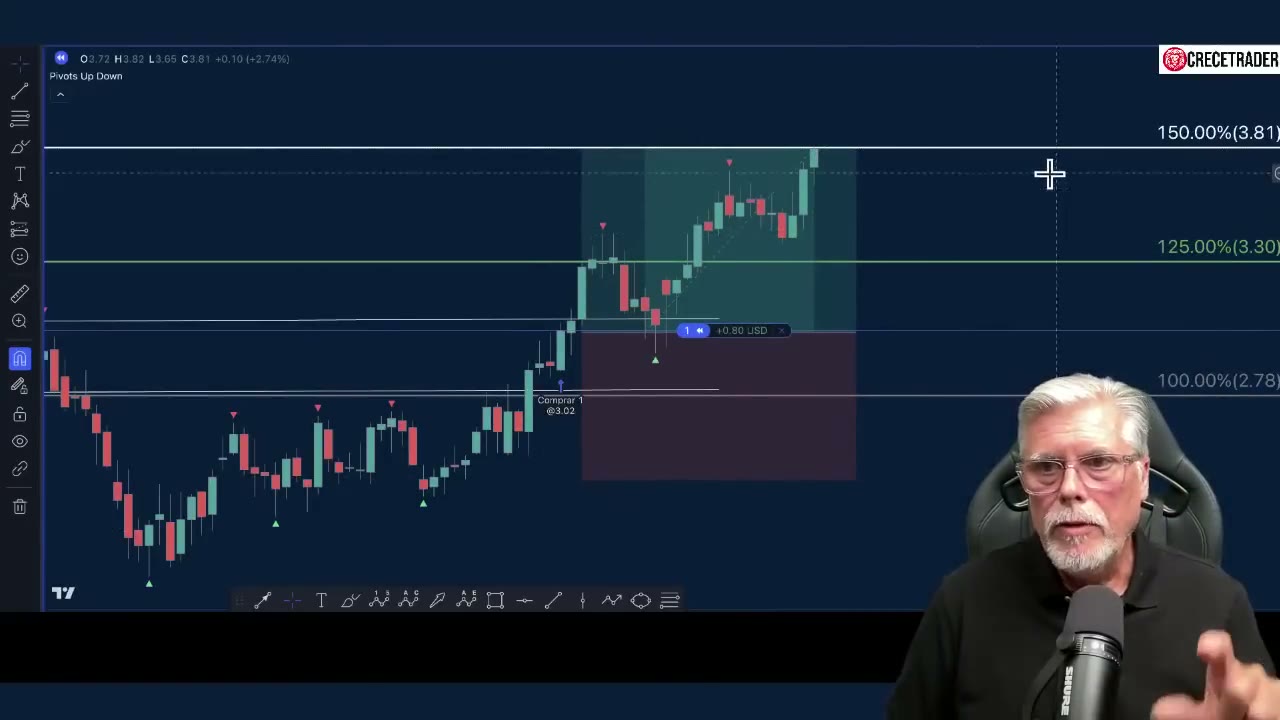 O3.72 H3.82 L3.65 C3.81 +0.10 (+2.74%)
Pivots Up Down
CRECETRADER
150.00%(3.81)
125.00%(3.30)
1 +0.80 USD
100.00%(2.78)
Comprar 1
@3.02
SHURE